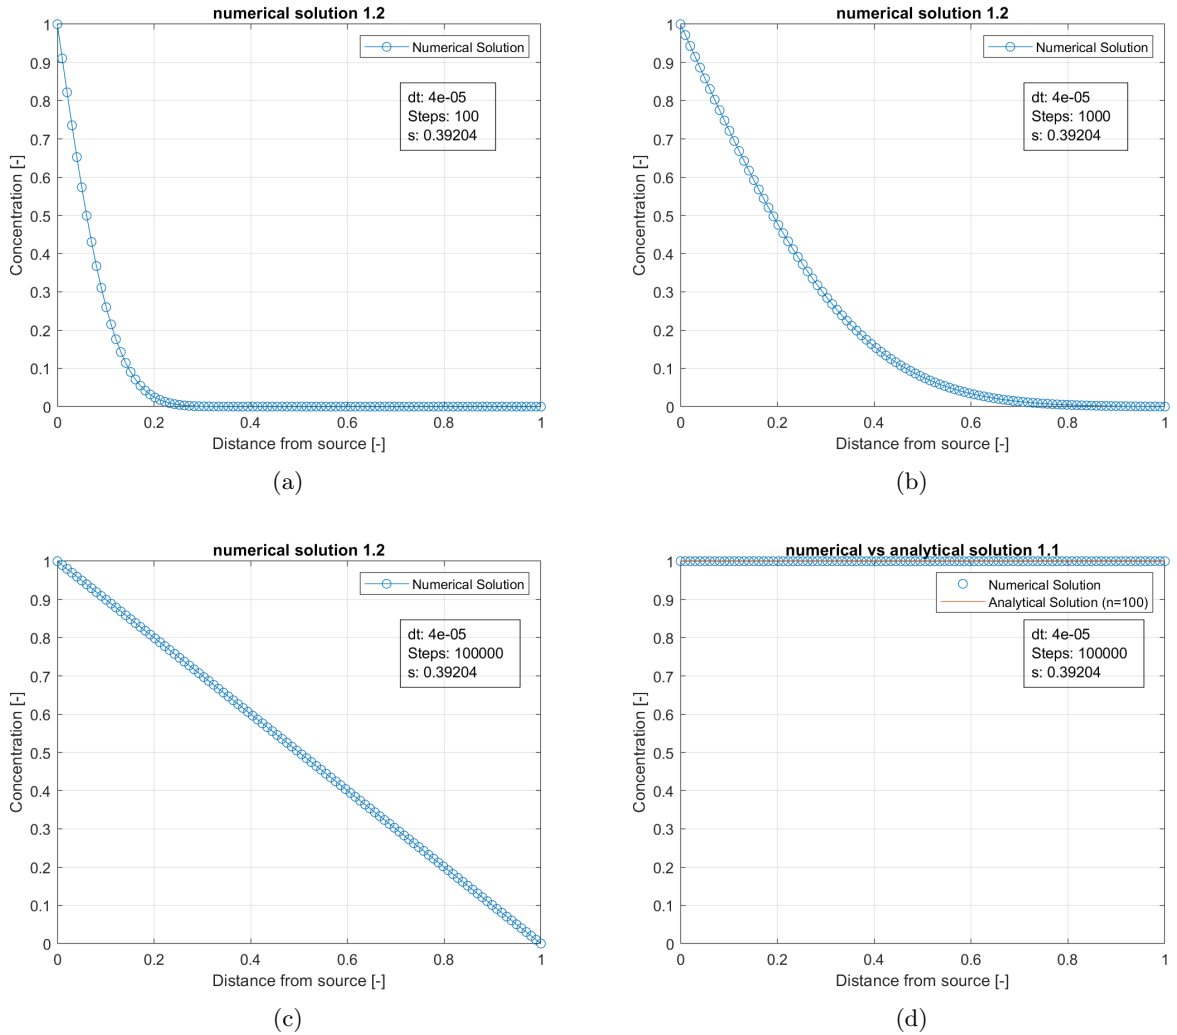 numerical solution 1.2
Numerical Solution
dt: 4e-05
Steps: 100
s: 0.39204
Concentration [-]
1
0.9
0.8
0.7
0.6
0.5
0.4
0.3
0.2
0.1
0
0 0.2 0.4 0.6 0.8 1
Distance from source [-]
(a)
numerical solution 1.2
Numerical Solution
dt: 4e-05
Steps: 1000
s: 0.39204
Concentration [-]
1
0.9
0.8
0.7
0.6
0.5
0.4
0.3
0.2
0.1
0
0 0.2 0.4 0.6 0.8 1
Distance from source [-]
(b)
numerical solution 1.2
Numerical Solution
dt: 4e-05
Steps: 100000
s: 0.39204
Concentration [-]
1
0.9
0.8
0.7
0.6
0.5
0.4
0.3
0.2
0.1
0
0 0.2 0.4 0.6 0.8 1
Distance from source [-]
(c)
numerical vs analytical solution 1.1
Numerical Solution
Analytical Solution (n=100)
dt: 4e-05
Steps: 100000
s: 0.39204
Concentration [-]
1
0.9
0.8
0.7
0.6
0.5
0.4
0.3
0.2
0.1
0
0 0.2 0.4 0.6 0.8 1
Distance from source [-]
(d)